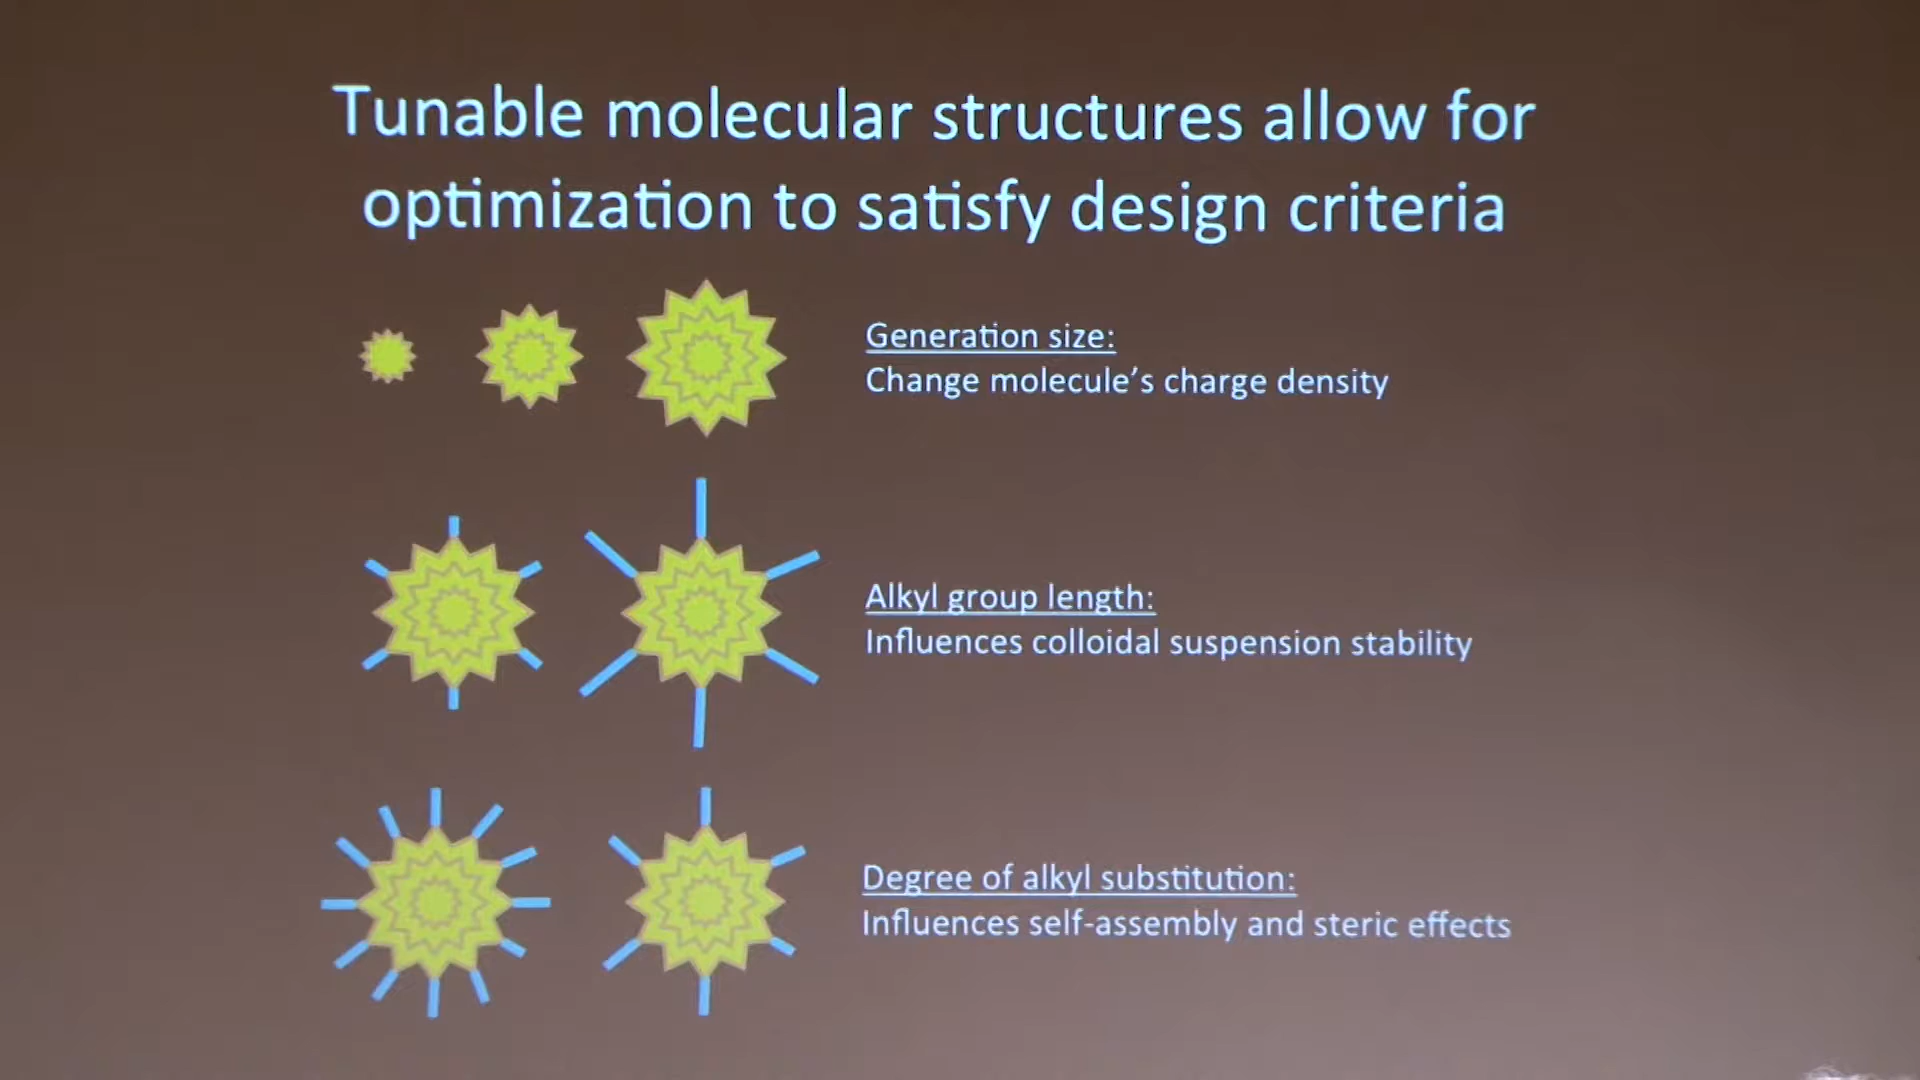 Tunable molecular structures allow for
optimization to satisfy design criteria
Generation size:
Change molecule’s charge density
Alkyl group length:
Influences colloidal suspension stability
Degree of alkyl substitution:
Influences self-assembly and steric effects